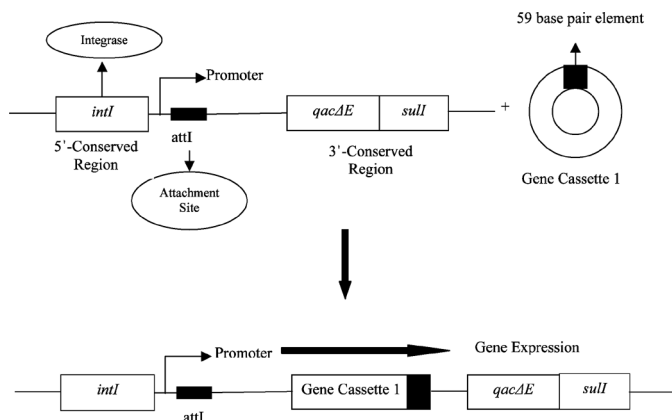 59 base pair element
Integrase
Promoter
intI
attI
qacΔE
sulI
+
5'-Conserved
Region
3'-Conserved
Region
Gene Cassette 1
Attachment
Site
Promoter
Gene Expression
intI
attI
Gene Cassette 1
qacΔE
sulI